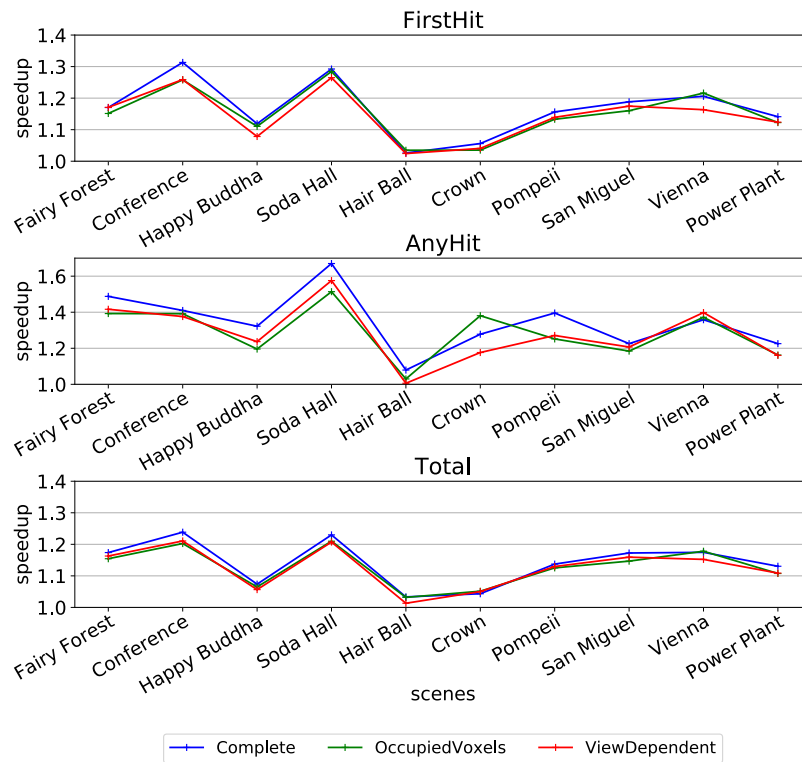 FirstHit
1.4
1.3
1.2
1.1
1.0
speedup
Fairy Forest
Conference
Happy Buddha
Soda Hall
Hair Ball
Crown
Pompeii
San Miguel
Vienna
Power Plant
AnyHit
1.6
1.4
1.2
1.0
speedup
Fairy Forest
Conference
Happy Buddha
Soda Hall
Hair Ball
Crown
Pompeii
San Miguel
Vienna
Power Plant
Total
1.4
1.3
1.2
1.1
1.0
speedup
Fairy Forest
Conference
Happy Buddha
Soda Hall
Hair Ball
Crown
Pompeii
San Miguel
Vienna
Power Plant
scenes
Complete OccupiedVoxels ViewDependent